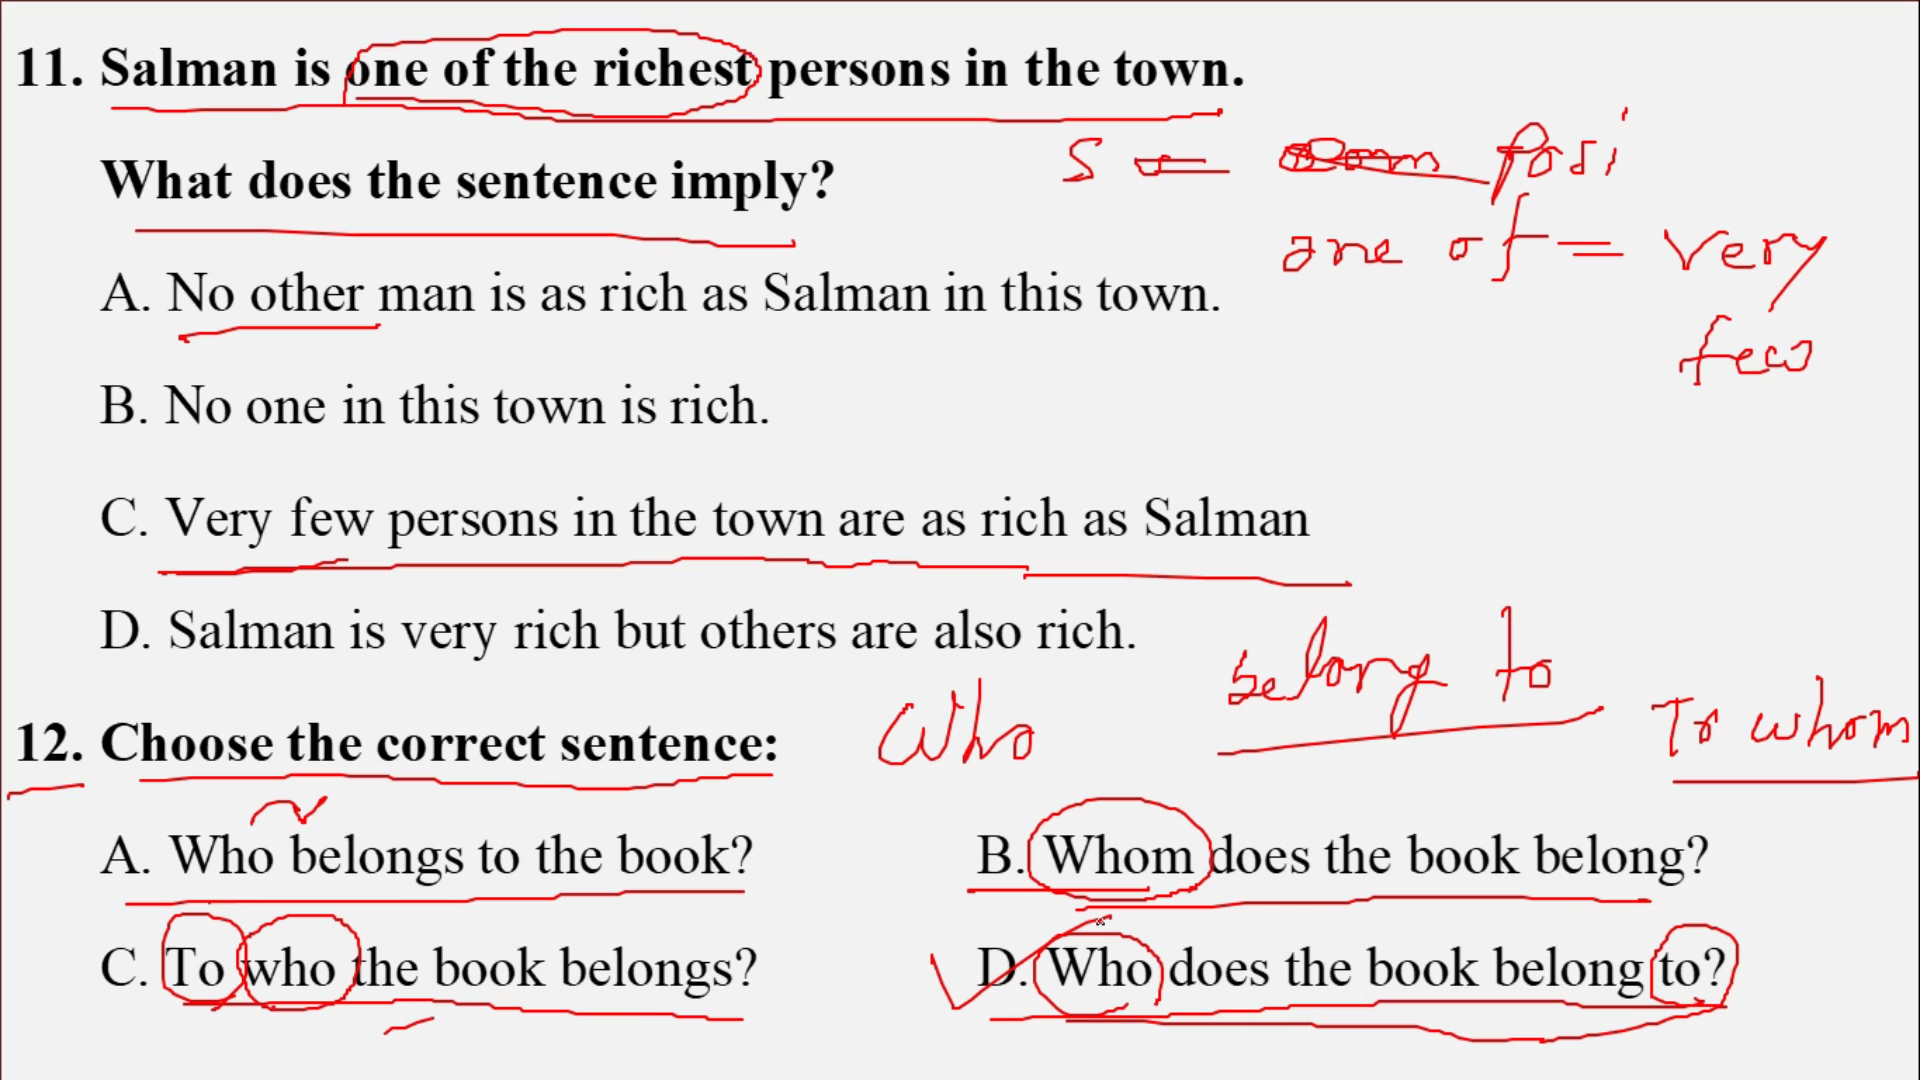 11. Salman is one of the richest persons in the town.
S = posi
What does the sentence imply?
one of = very
few
A. No other man is as rich as Salman in this town.
B. No one in this town is rich.
C. Very few persons in the town are as rich as Salman
D. Salman is very rich but others are also rich.
belong to
12. Choose the correct sentence:
Who
To whom
A. Who belongs to the book?
B. Whom does the book belong?
C. To who the book belongs?
D. Who does the book belong to?